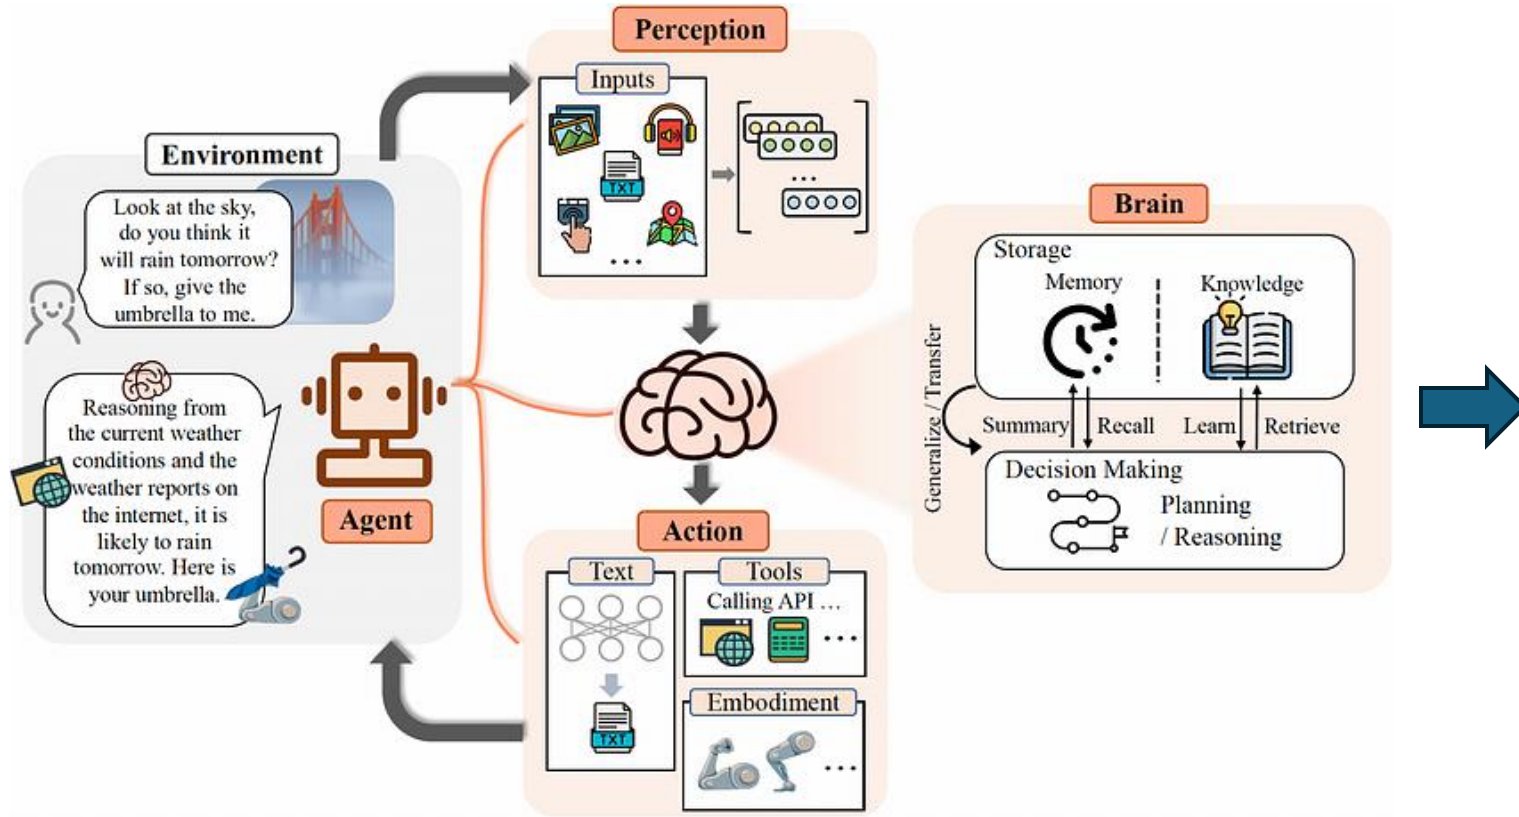 Perception
Inputs
TXT
...
...
Environment
Look at the sky,
do you think it
will rain tomorrow?
If so, give the
umbrella to me.
Reasoning from
the current weather
conditions and the
weather reports on
the internet, it is
likely to rain
tomorrow. Here is
your umbrella.
Agent
Brain
Storage
Memory
Knowledge
Generalize / Transfer
Summary
Recall
Learn
Retrieve
Decision Making
Planning
/ Reasoning
Action
Text
TXT
Tools
Calling API ...
...
Embodiment
...